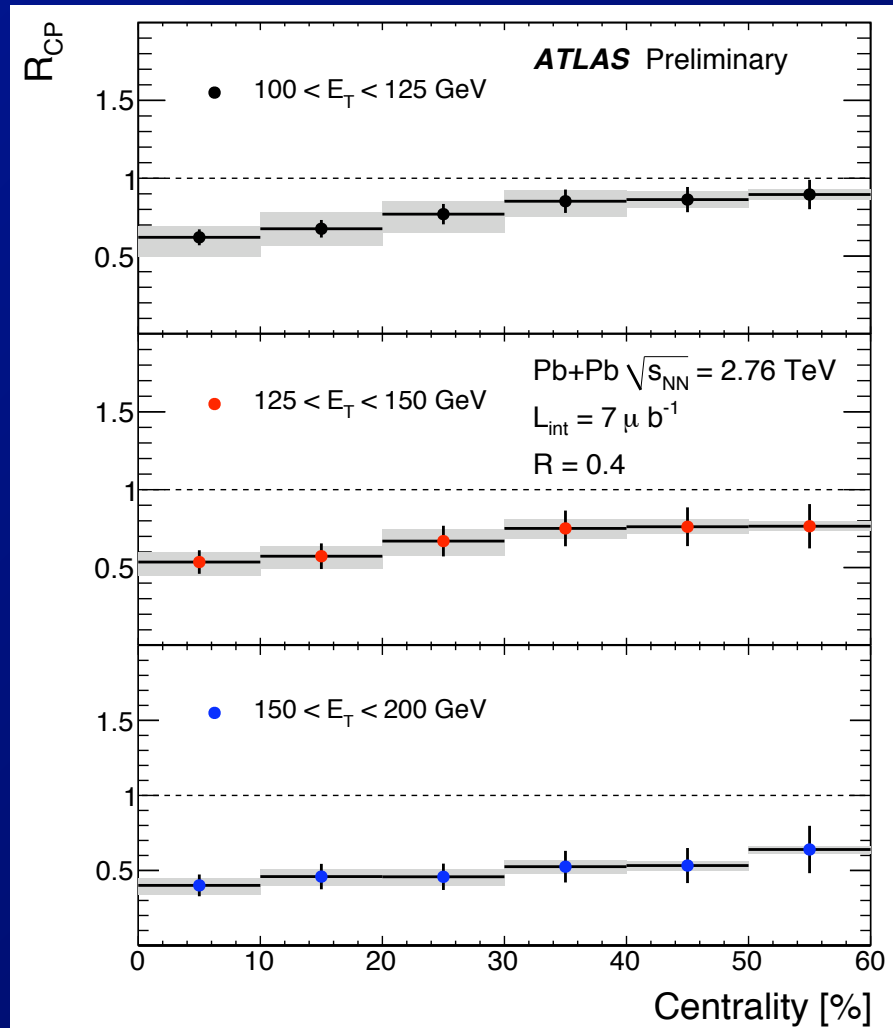 R_CP
ATLAS Preliminary
100 < E_T < 125 GeV
1.5
1
0.5
Pb+Pb √s_NN = 2.76 TeV
125 < E_T < 150 GeV
L_int = 7 μ b^-1
R = 0.4
1.5
1
0.5
150 < E_T < 200 GeV
1.5
1
0.5
0 10 20 30 40 50 60
Centrality [%]